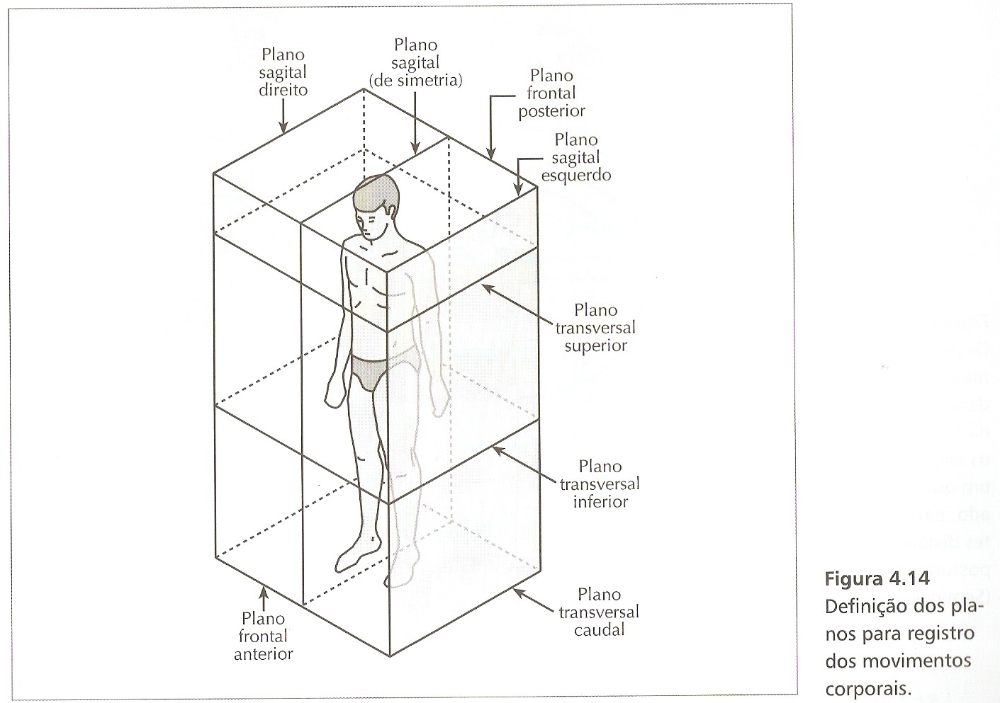 Plano
sagital
direito
Plano
sagital
(de simetria)
Plano
frontal
posterior
Plano
sagital
esquerdo
Plano
transversal
superior
Plano
transversal
inferior
Plano
transversal
caudal
Plano
frontal
anterior
Figura 4.14
Definição dos pla-
nos para registro
dos movimentos
corporais.